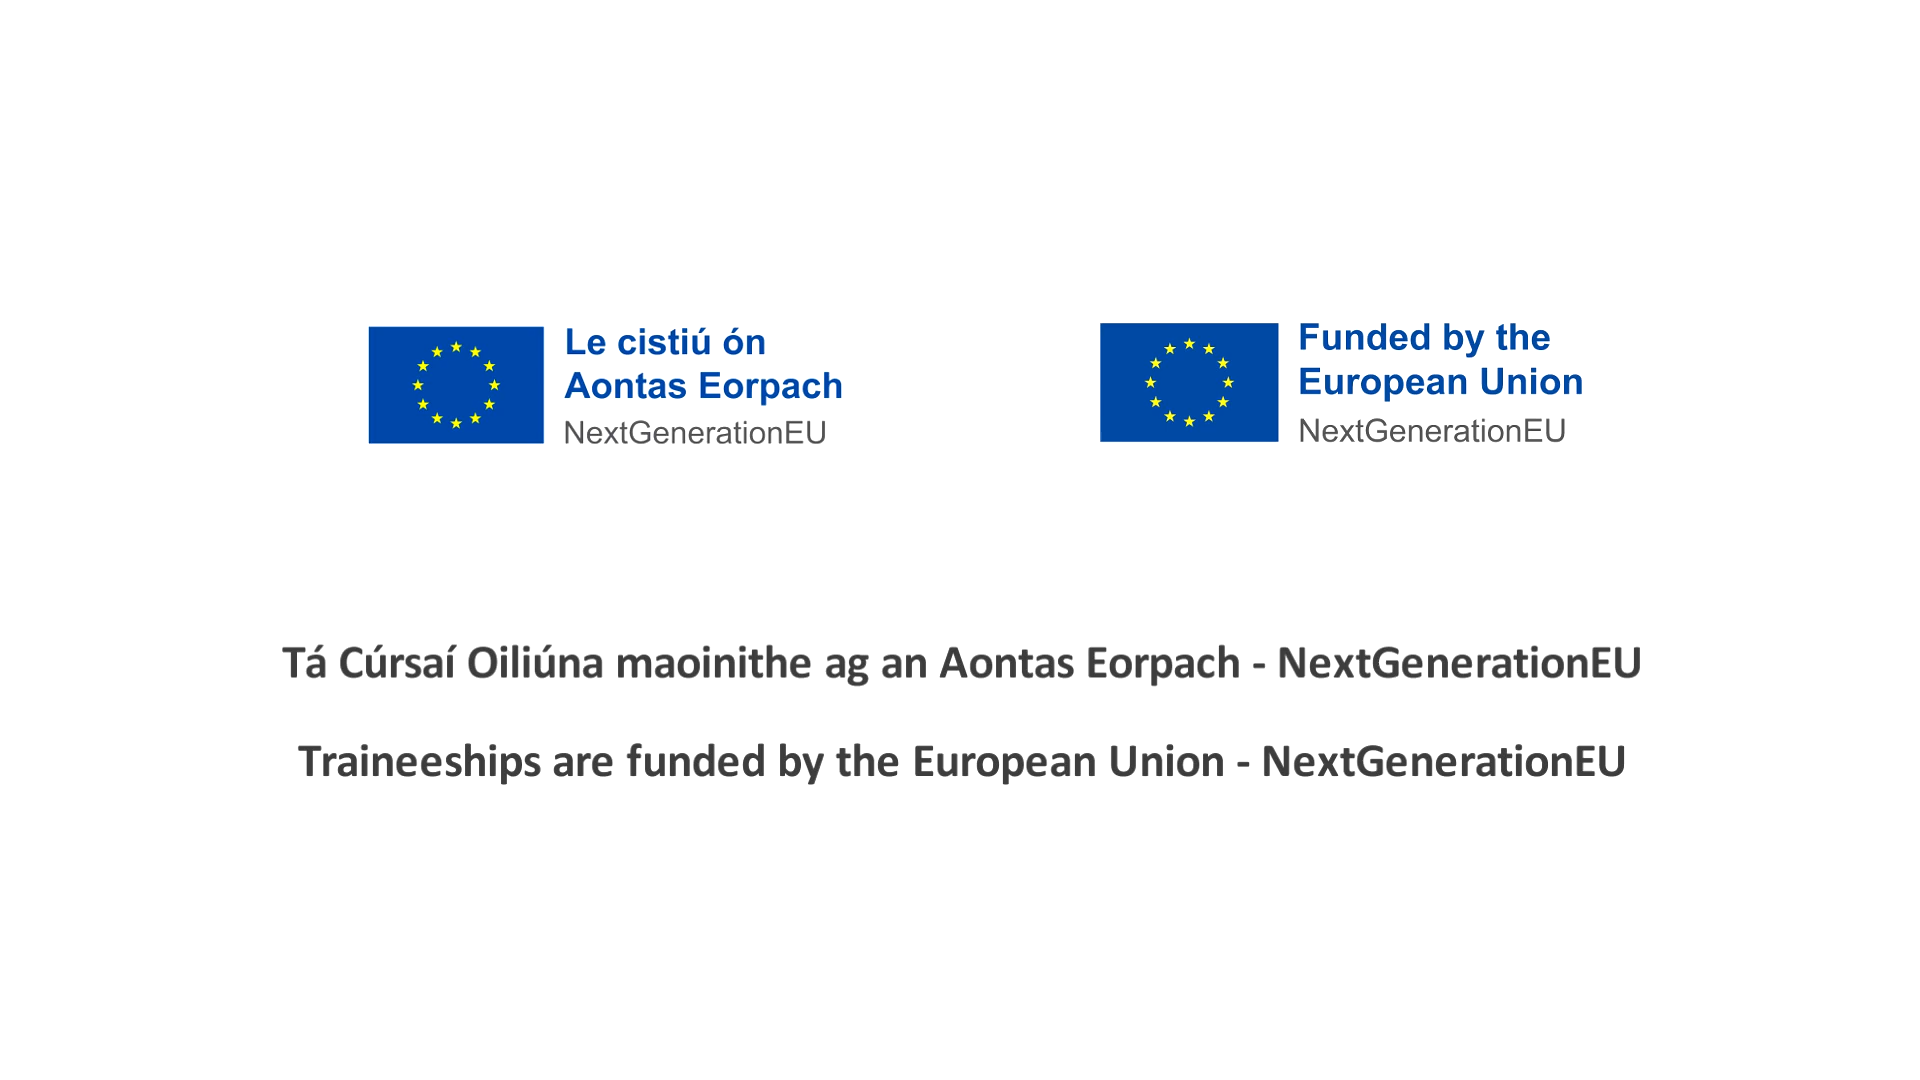 Le cistiú ón
Aontas Eorpach
NextGenerationEU
Funded by the
European Union
NextGenerationEU
Tá Cúrsaí Oiliúna maoinithe ag an Aontas Eorpach - NextGenerationEU
Traineeships are funded by the European Union - NextGenerationEU